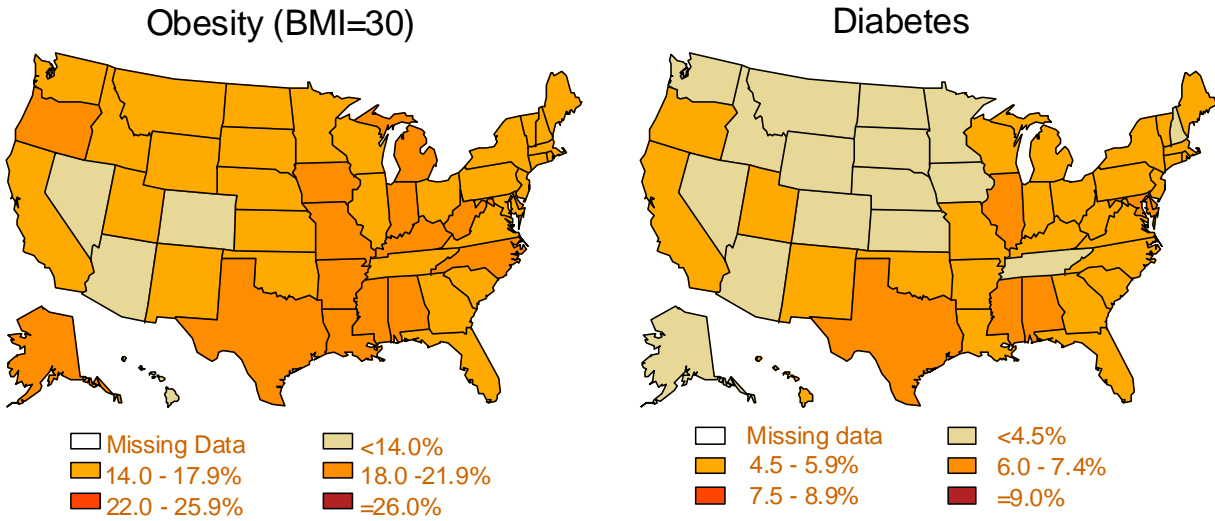 Obesity (BMI=30)
Diabetes
Missing Data
<14.0%
14.0 - 17.9%
18.0 -21.9%
22.0 - 25.9%
=26.0%
Missing data
<4.5%
4.5 - 5.9%
6.0 - 7.4%
7.5 - 8.9%
=9.0%